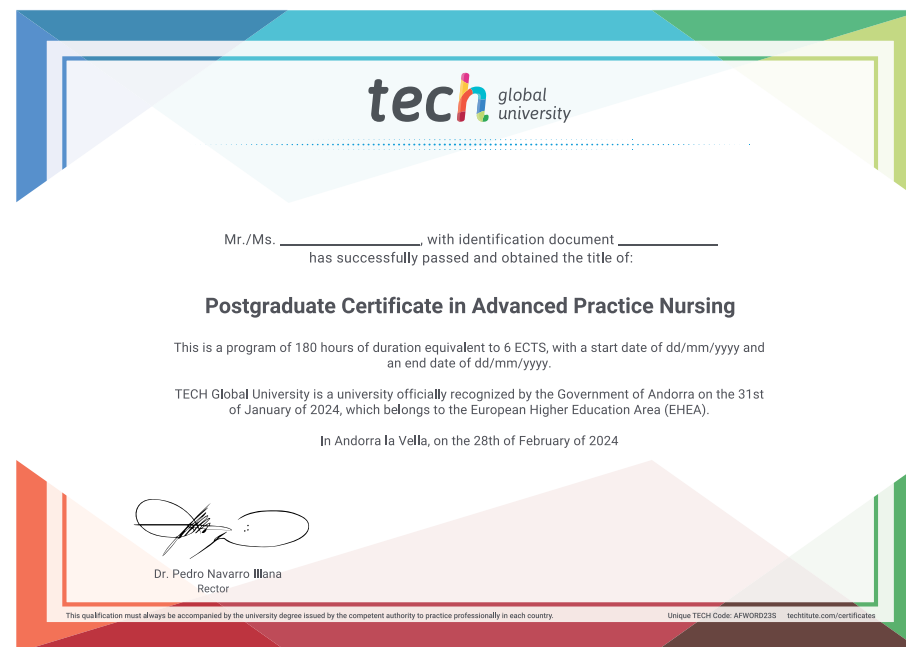 tech global
university
Mr./Ms. ____________, with identification document ____________
has successfully passed and obtained the title of:
Postgraduate Certificate in Advanced Practice Nursing
This is a program of 180 hours of duration equivalent to 6 ECTS, with a start date of dd/mm/yyyy and
an end date of dd/mm/yyyy.
TECH Global University is a university officially recognized by the Government of Andorra on the 31st
of January of 2024, which belongs to the European Higher Education Area (EHEA).
In Andorra la Vella, on the 28th of February of 2024
Dr. Pedro Navarro Illana
Rector
This qualification must always be accompanied by the university degree issued by the competent authority to practice professionally in each country.
Unique TECH Code: AFWORD23S techtitute.com/certificates